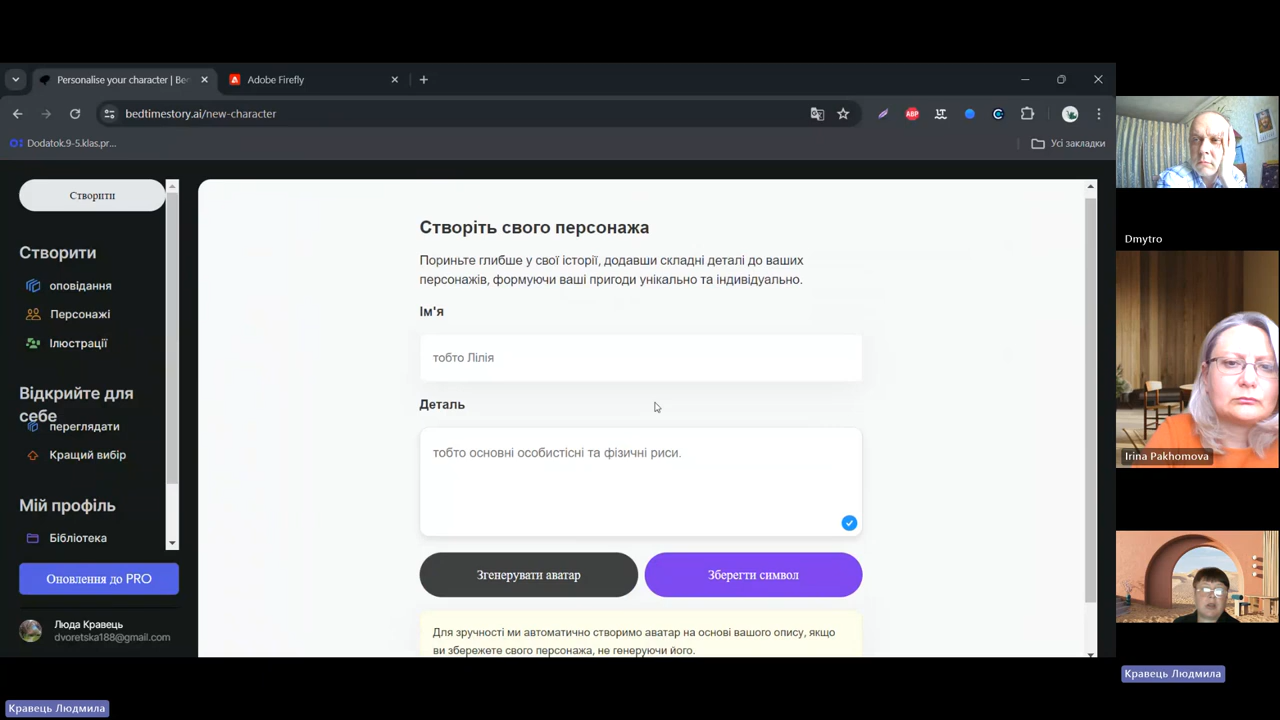 Personalise your character | Be
Adobe Firefly
bedtimestory.ai/new-character
ABP
Dodatok.9-5.klas.pr...
Усі закладки
Створити
Створити
оповідання
Персонажі
Ілюстрації
Відкрийте для
себе
переглядати
Кращий вибір
Мій профіль
Бібліотека
Оновлення до PRO
Люда Кравець
dvoretska188@gmail.com
Створіть свого персонажа
Пориньте глибше у свої історії, додавши складні деталі до ваших
персонажів, формуючи ваші пригоди унікально та індивідуально.
Ім'я
тобто Лілія
Деталь
тобто основні особистісні та фізичні риси.
Згенерувати аватар
Зберегти символ
Для зручності ми автоматично створимо аватар на основі вашого опису, якщо
ви збережете свого персонажа, не генеруючи його.
Dmytro
Irina Pakhomova
Кравець Людмила
Кравець Людмила